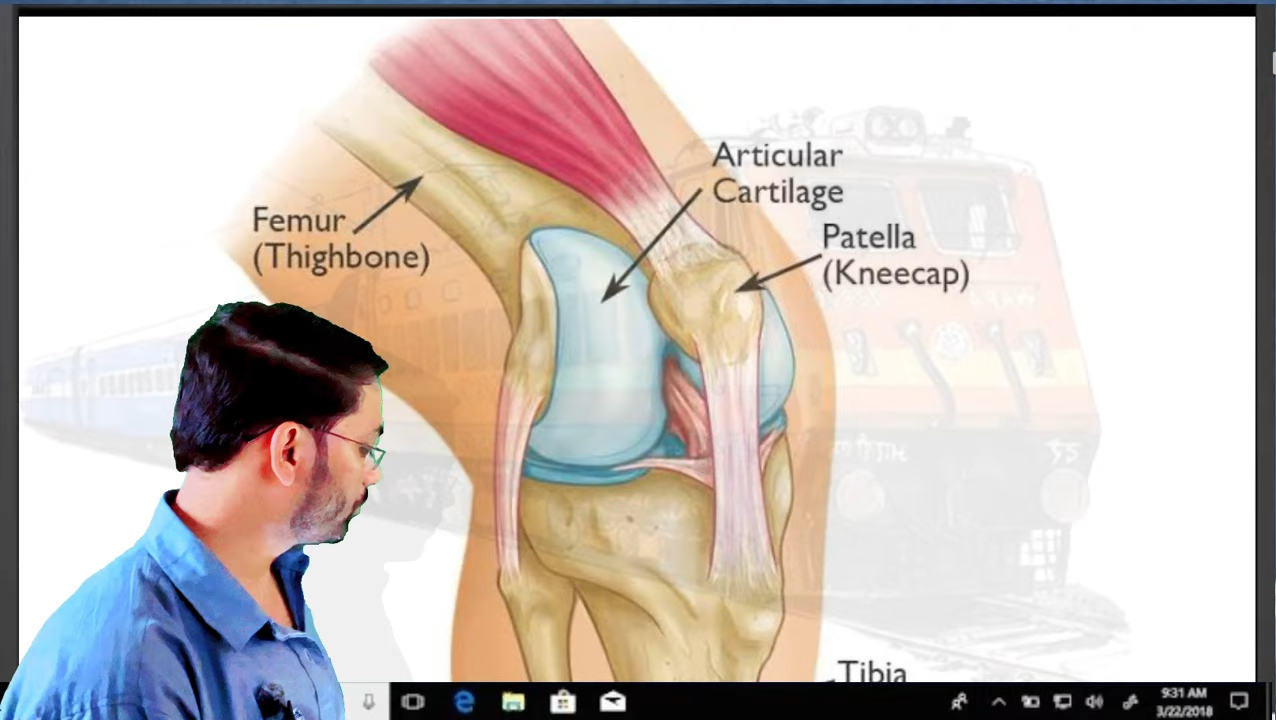 Articular
Cartilage
Femur
(Thighbone)
Patella
(Kneecap)
Tibia
9:31 AM
3/22/2018